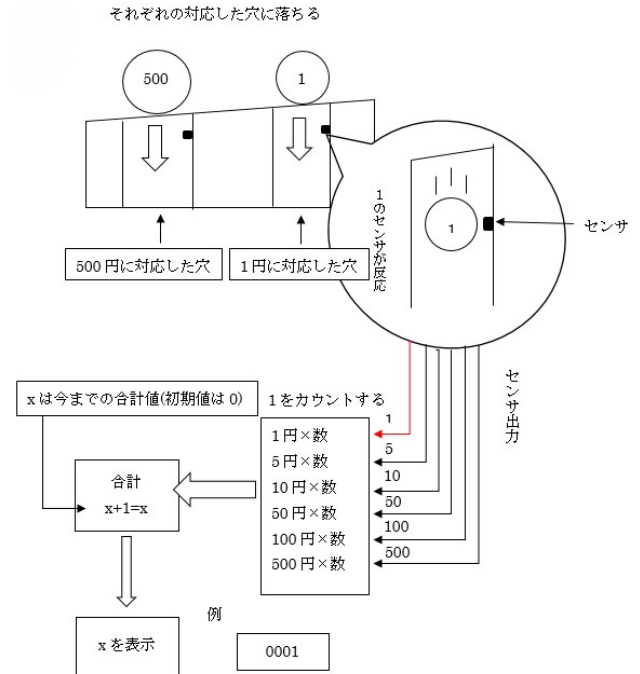 それぞれの対応した穴に落ちる
500
1
1のセンサが反応
1
センサ
500円に対応した穴
1円に対応した穴
センサ出力
xは今までの合計値(初期値は0)
1をカウントする
1
1円×数
5
5円×数
10
10円×数
50
50円×数
100
100円×数
500
500円×数
合計
x+1=x
例
xを表示
0001